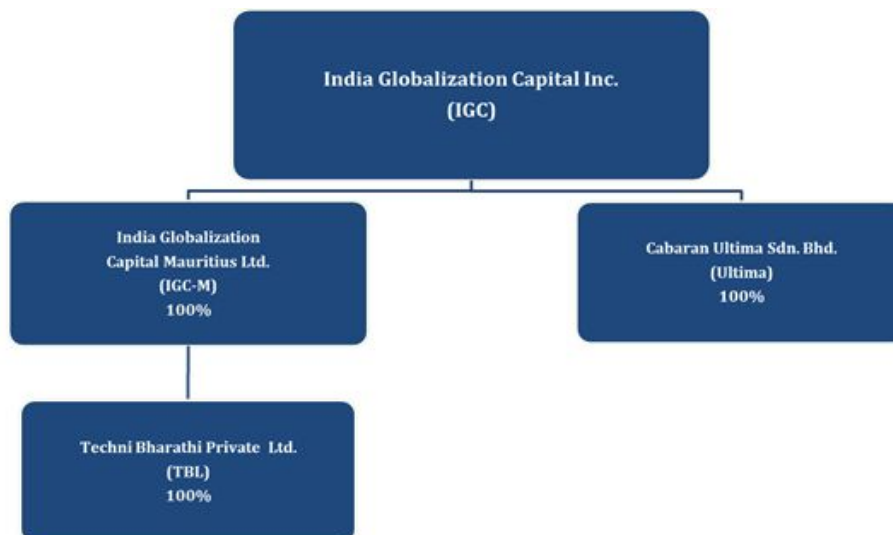 India Globalization Capital Inc.
(IGC)
India Globalization
Capital Mauritius Ltd.
(IGC-M)
100%
Cabaran Ultima Sdn. Bhd.
(Ultima)
100%
Techni Bharathi Private Ltd.
(TBL)
100%